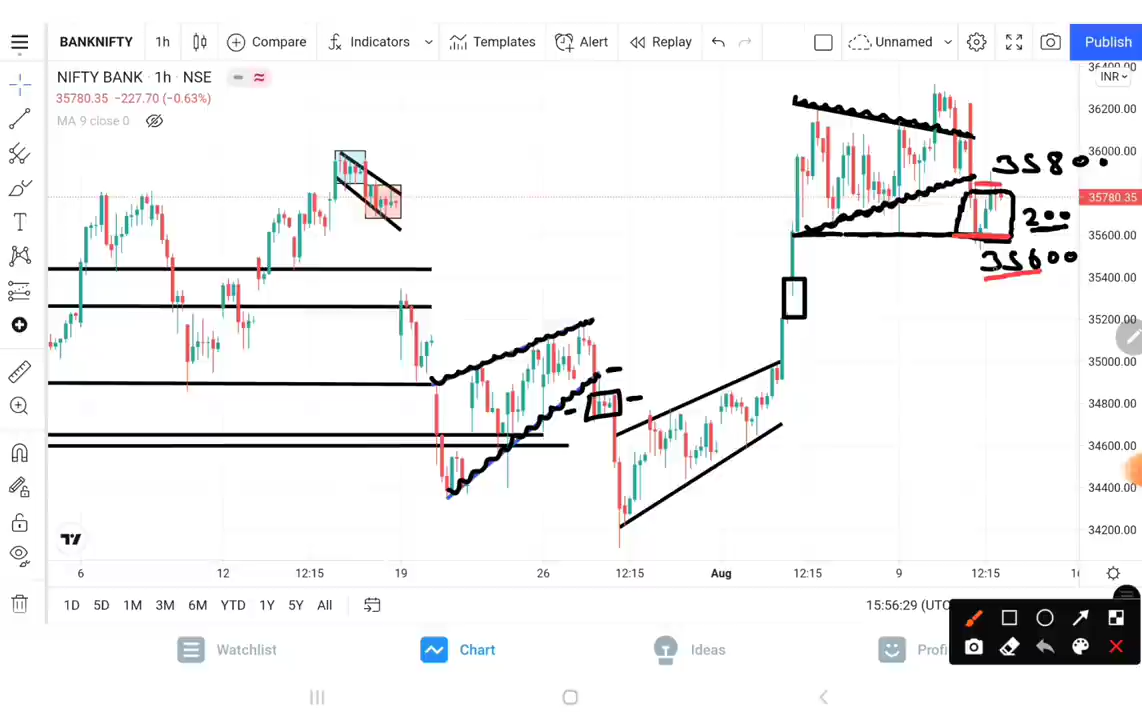 BANKNIFTY 1h Compare Indicators Templates Alert Replay Unnamed Publish
NIFTY BANK · 1h · NSE
35780.35 −227.70 (−0.63%)
MA 9 close 0
36400.00
INR
36200.00
36000.00
35800
35780.35
200
35600.00
35600
35400.00
35200.00
35000.00
34800.00
34600.00
34400.00
34200.00
6 12 12:15 19 26 12:15 Aug 12:15 9 12:15 16
1D 5D 1M 3M 6M YTD 1Y 5Y All 15:56:29 (UTC
Watchlist Chart Ideas Profi